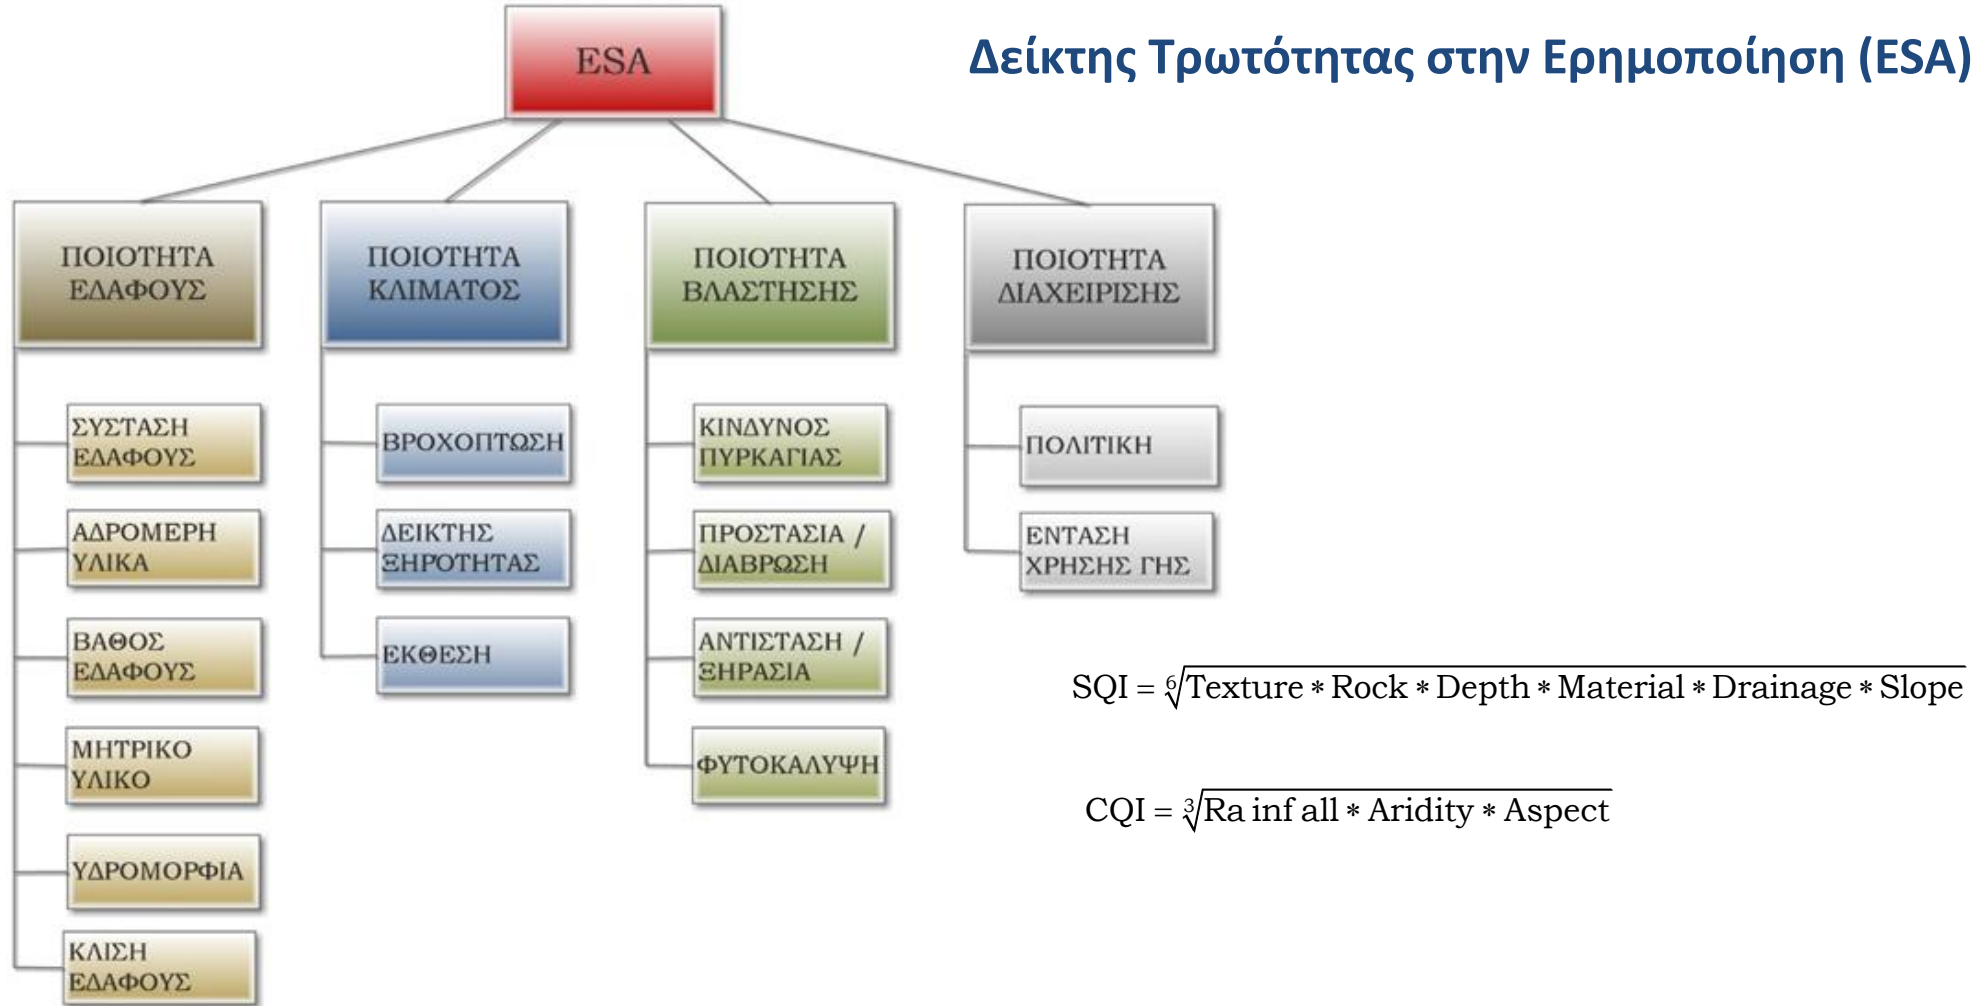 Δείκτης Τρωτότητας στην Ερημοποίηση (ESA)
ESA
ΠΟΙΟΤΗΤΑ
ΕΔΑΦΟΥΣ
ΣΥΣΤΑΣΗ
ΕΔΑΦΟΥΣ
ΑΔΡΟΜΕΡΗ
ΥΛΙΚΑ
ΒΑΘΟΣ
ΕΔΑΦΟΥΣ
ΜΗΤΡΙΚΟ
ΥΛΙΚΟ
ΥΔΡΟΜΟΡΦΙΑ
ΚΛΙΣΗ
ΕΔΑΦΟΥΣ
ΠΟΙΟΤΗΤΑ
ΚΛΙΜΑΤΟΣ
ΒΡΟΧΟΠΤΩΣΗ
ΔΕΙΚΤΗΣ
ΞΗΡΌΤΗΤΑΣ
ΕΚΘΕΣΗ
ΠΟΙΟΤΗΤΑ
ΒΛΑΣΤΗΣΗΣ
ΚΙΝΔΥΝΟΣ
ΠΥΡΚΑΓΙΑΣ
ΠΡΟΣΤΑΣΙΑ /
ΔΙΑΒΡΩΣΗ
ΑΝΤΙΣΤΑΣΗ /
ΞΗΡΑΣΙΑ
ΦΥΤΟΚΑΛΥΨΗ
ΠΟΙΟΤΗΤΑ
ΔΙΑΧΕΙΡΙΣΗΣ
ΠΟΛΙΤΙΚΗ
ΕΝΤΑΣΗ
ΧΡΗΣΗΣ ΓΗΣ
SQI = ⁶√Texture * Rock * Depth * Material * Drainage * Slope
CQI = ³√Ra inf all * Aridity * Aspect